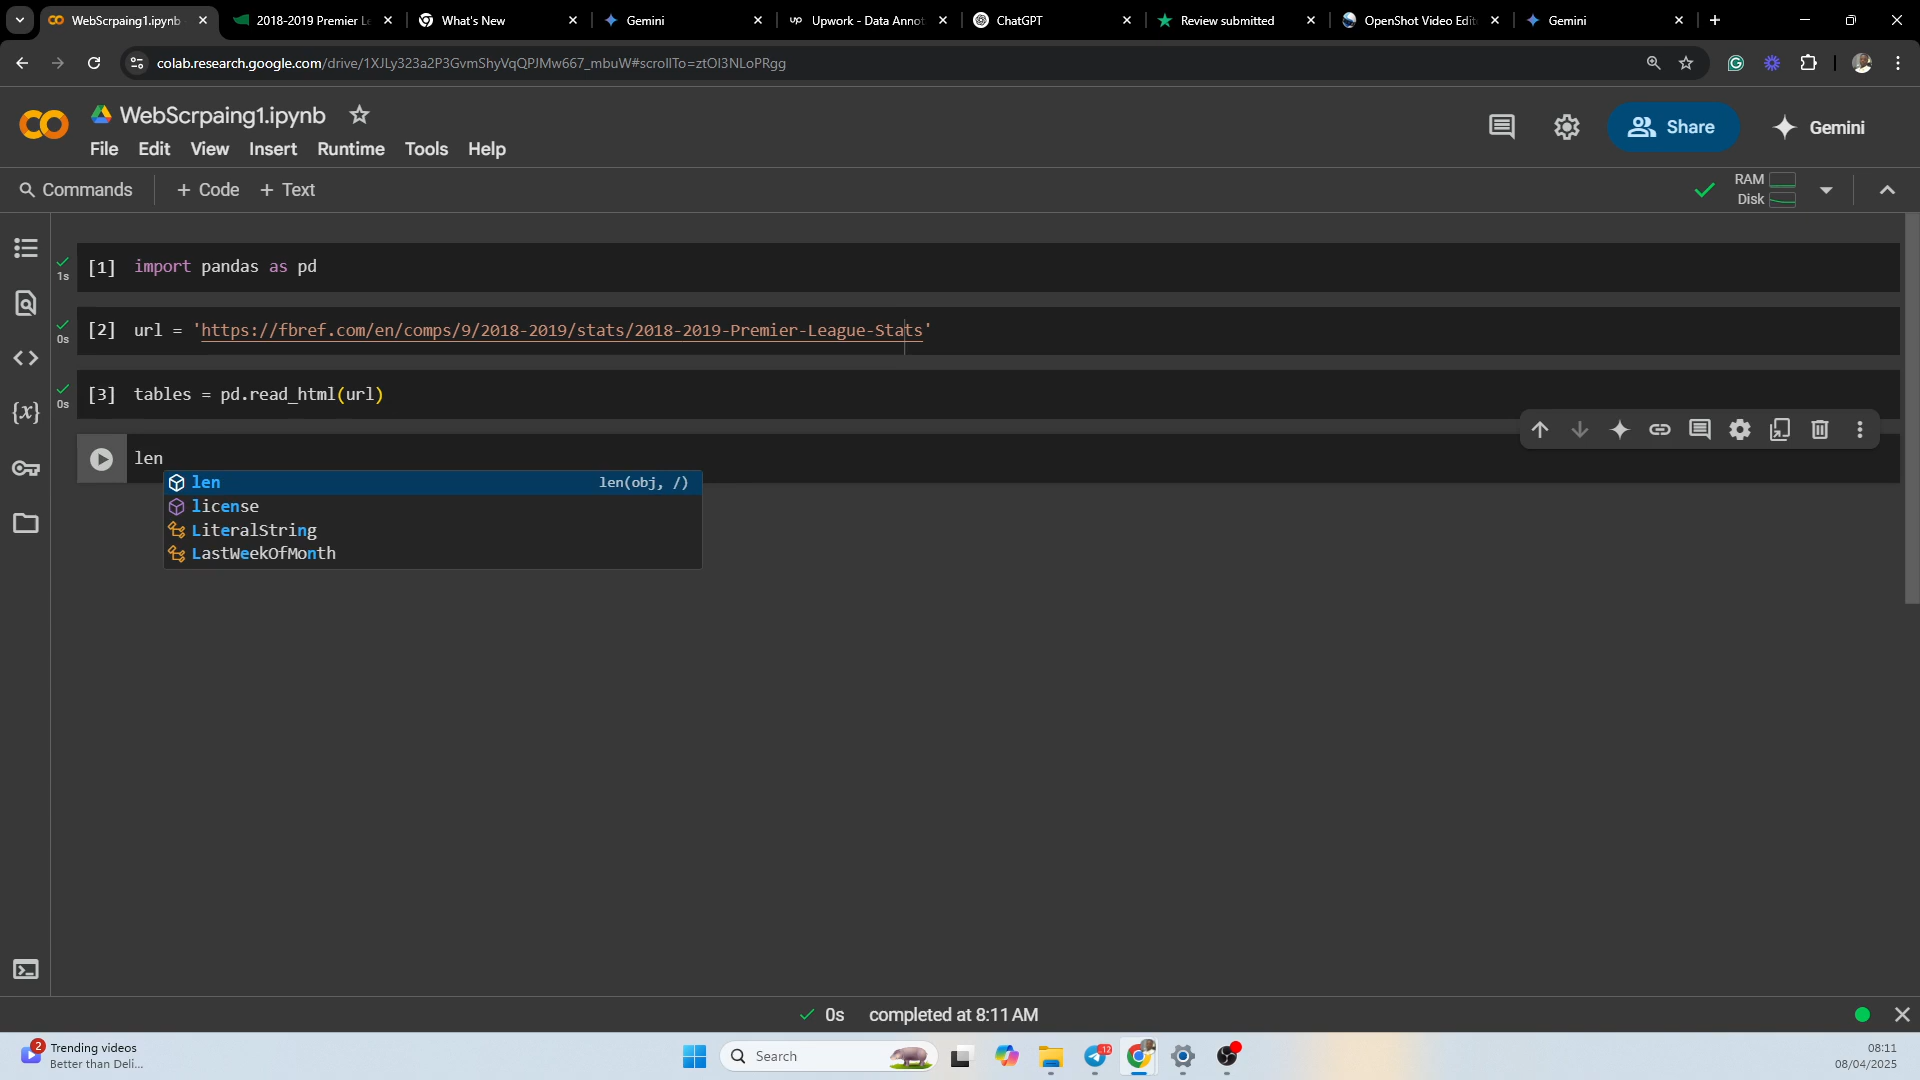 WebScrpaing1.ipynb
2018-2019 Premier Le
What's New
Gemini
Upwork - Data Annot
ChatGPT
Review submitted
OpenShot Video Edit
Gemini
colab.research.google.com/drive/1XJLy323a2P3GvmShyVqQPJMw667_mbuW#scrollTo=ztOl3NLoPRgg
WebScrpaing1.ipynb
Share
Gemini
File Edit View Insert Runtime Tools Help
Commands + Code + Text
RAM
Disk
1s
[1] import pandas as pd
0s
[2] url = 'https://fbref.com/en/comps/9/2018-2019/stats/2018-2019-Premier-League-Stats'
0s
[3] tables = pd.read_html(url)
len
len len(obj, /)
license
LiteralString
LastWeekOfMonth
0s completed at 8:11 AM
2
Trending videos
Better than Deli...
Search
12
08:11
08/04/2025